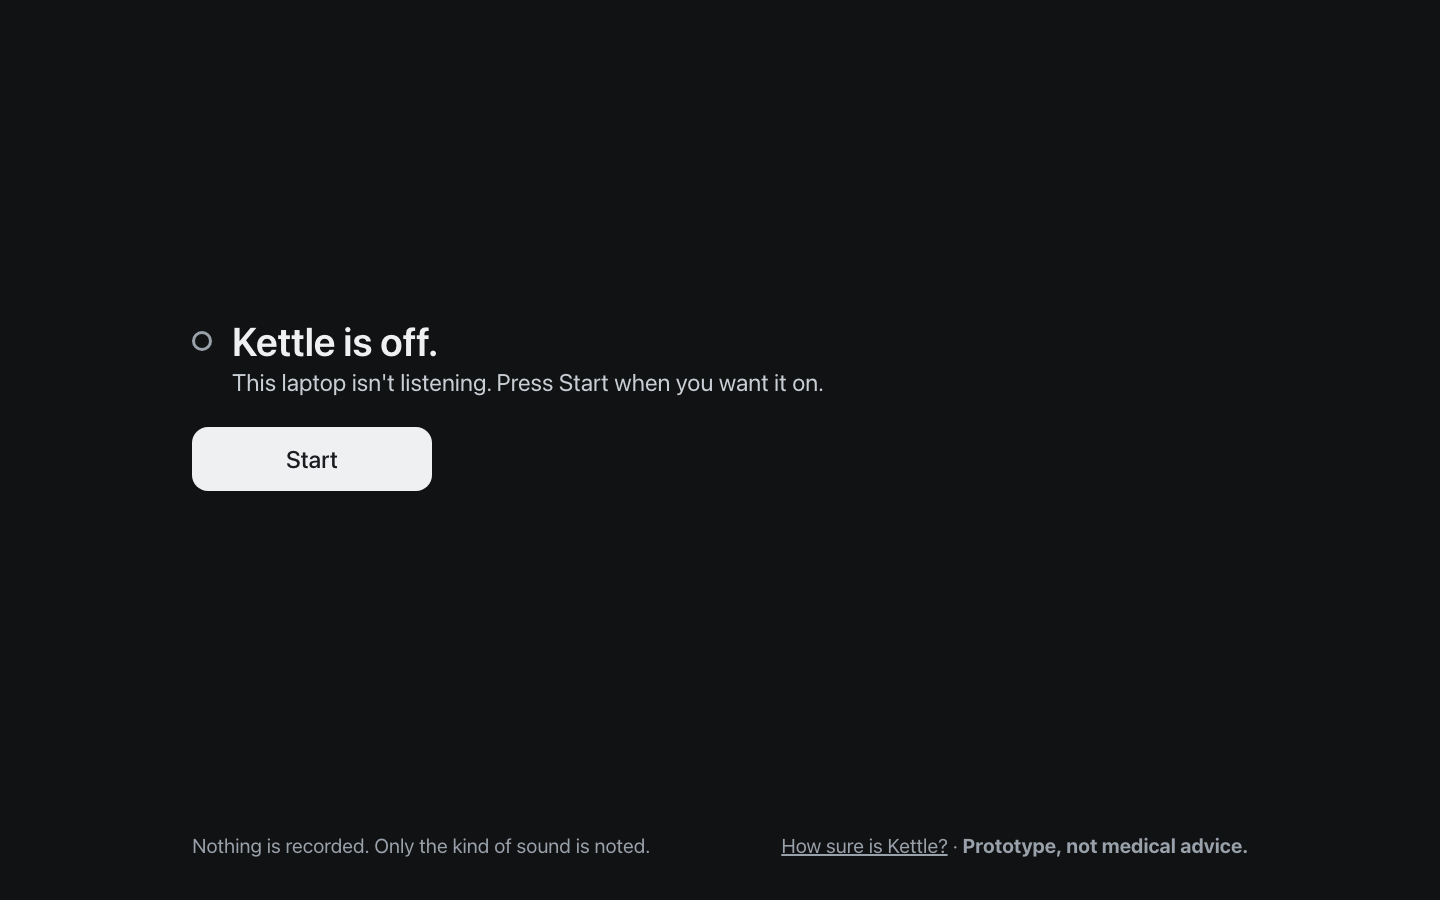 Kettle is off.
This laptop isn't listening. Press Start when you want it on.
Start
Nothing is recorded. Only the kind of sound is noted.
How sure is Kettle? · Prototype, not medical advice.